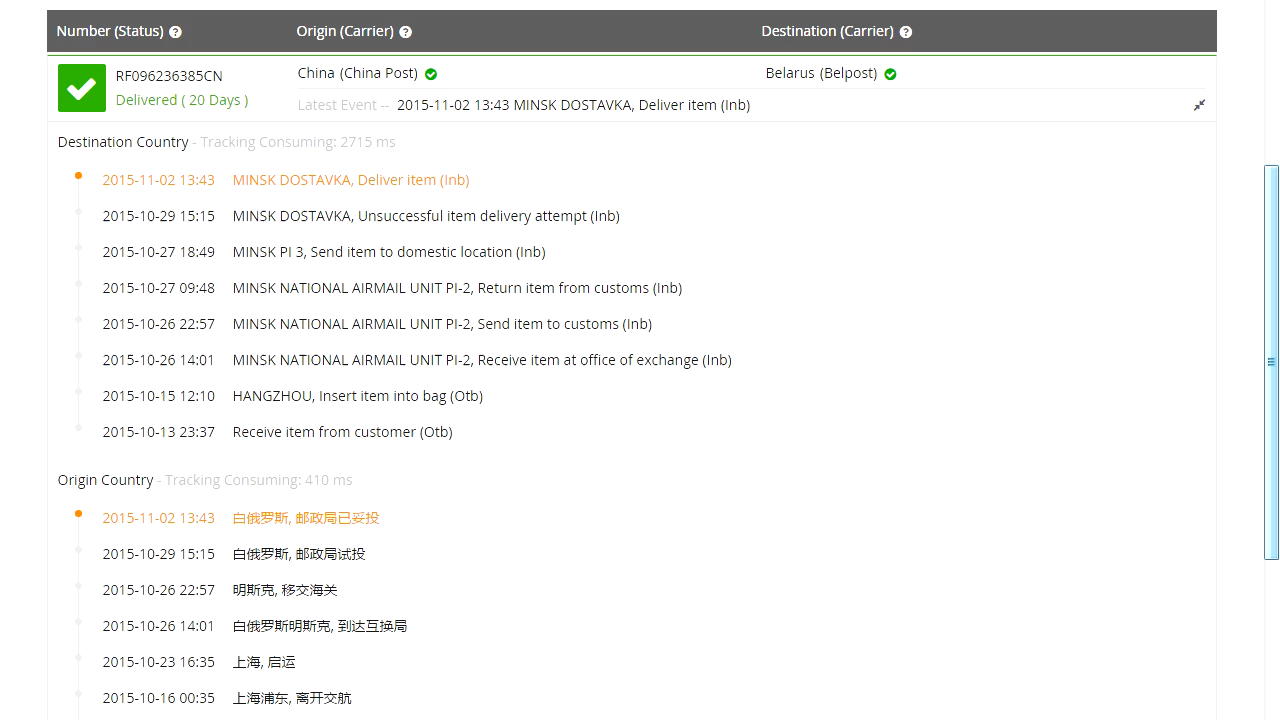 Number (Status) Origin (Carrier) Destination (Carrier)
RF096236385CN China (China Post) Belarus (Belpost)
Delivered ( 20 Days ) Latest Event -- 2015-11-02 13:43 MINSK DOSTAVKA, Deliver item (Inb)
Destination Country - Tracking Consuming: 2715 ms
2015-11-02 13:43 MINSK DOSTAVKA, Deliver item (Inb)
2015-10-29 15:15 MINSK DOSTAVKA, Unsuccessful item delivery attempt (Inb)
2015-10-27 18:49 MINSK PI 3, Send item to domestic location (Inb)
2015-10-27 09:48 MINSK NATIONAL AIRMAIL UNIT PI-2, Return item from customs (Inb)
2015-10-26 22:57 MINSK NATIONAL AIRMAIL UNIT PI-2, Send item to customs (Inb)
2015-10-26 14:01 MINSK NATIONAL AIRMAIL UNIT PI-2, Receive item at office of exchange (Inb)
2015-10-15 12:10 HANGZHOU, Insert item into bag (Otb)
2015-10-13 23:37 Receive item from customer (Otb)
Origin Country - Tracking Consuming: 410 ms
2015-11-02 13:43 白俄罗斯, 邮政局已妥投
2015-10-29 15:15 白俄罗斯, 邮政局试投
2015-10-26 22:57 明斯克, 移交海关
2015-10-26 14:01 白俄罗斯明斯克, 到达互换局
2015-10-23 16:35 上海, 启运
2015-10-16 00:35 上海浦东, 离开交航